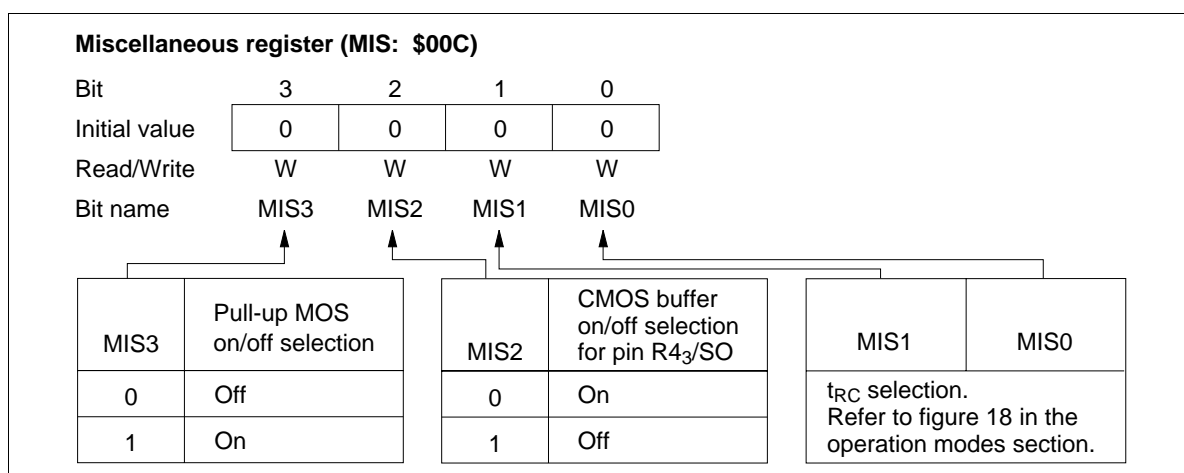 Miscellaneous register (MIS: $00C)
Bit 3 2 1 0
Initial value 0 0 0 0
Read/Write W W W W
Bit name MIS3 MIS2 MIS1 MIS0
MIS3 Pull-up MOS on/off selection
0 Off
1 On
MIS2 CMOS buffer on/off selection for pin R4₃/SO
0 On
1 Off
MIS1 MIS0
tRC selection.
Refer to figure 18 in the
operation modes section.